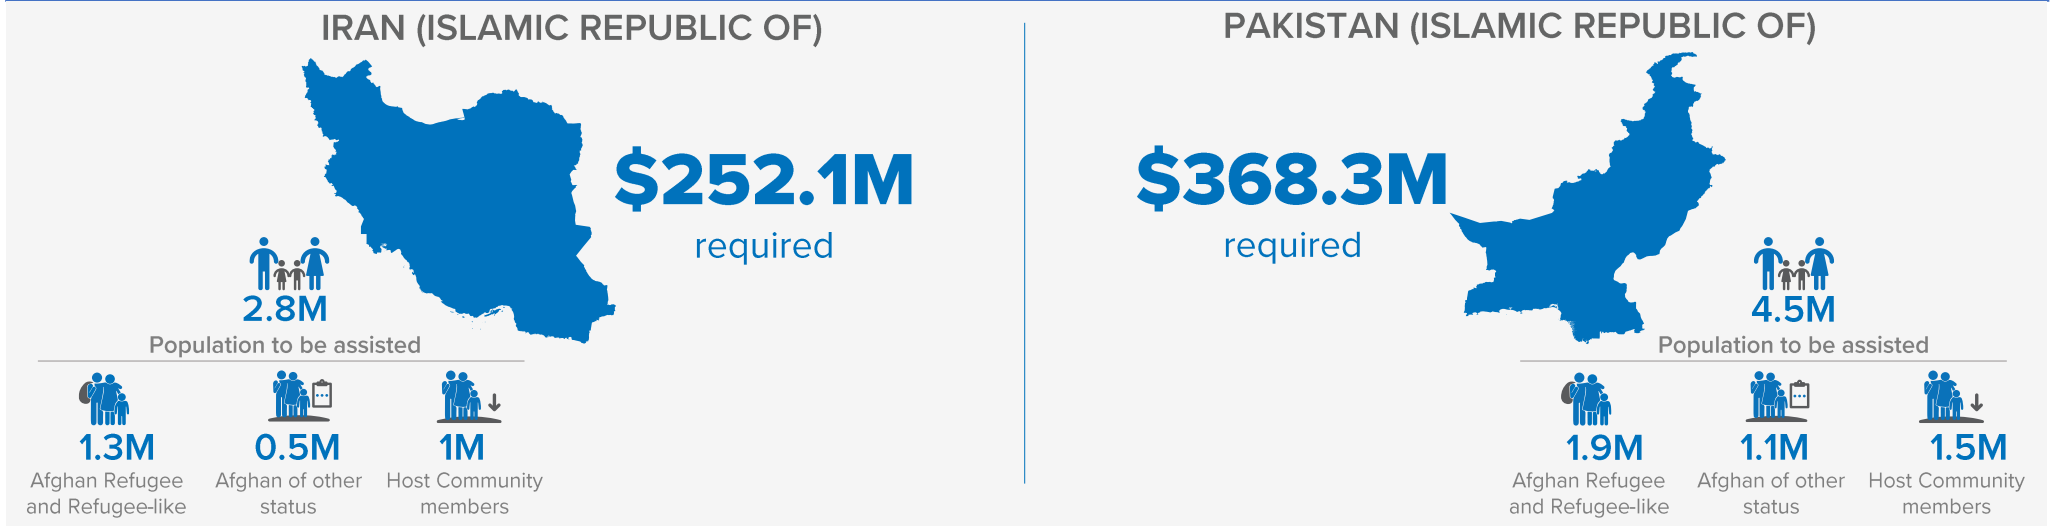 IRAN (ISLAMIC REPUBLIC OF)
$252.1M
required
2.8M
Population to be assisted
1.3M
Afghan Refugee
and Refugee-like
0.5M
Afghan of other
status
1M
Host Community
members
PAKISTAN (ISLAMIC REPUBLIC OF)
$368.3M
required
4.5M
Population to be assisted
1.9M
Afghan Refugee
and Refugee-like
1.1M
Afghan of other
status
1.5M
Host Community
members